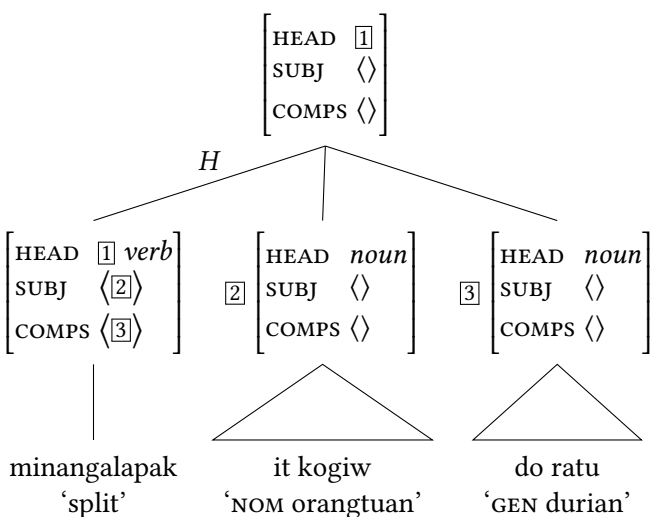 HEAD 1
SUBJ ⟨⟩
COMPS ⟨⟩
H
HEAD 1 verb
SUBJ ⟨2⟩
COMPS ⟨3⟩
2
HEAD noun
SUBJ ⟨⟩
COMPS ⟨⟩
3
HEAD noun
SUBJ ⟨⟩
COMPS ⟨⟩
minangalapak
‘split’
it kogiw
‘NOM orangtuan’
do ratu
‘GEN durian’